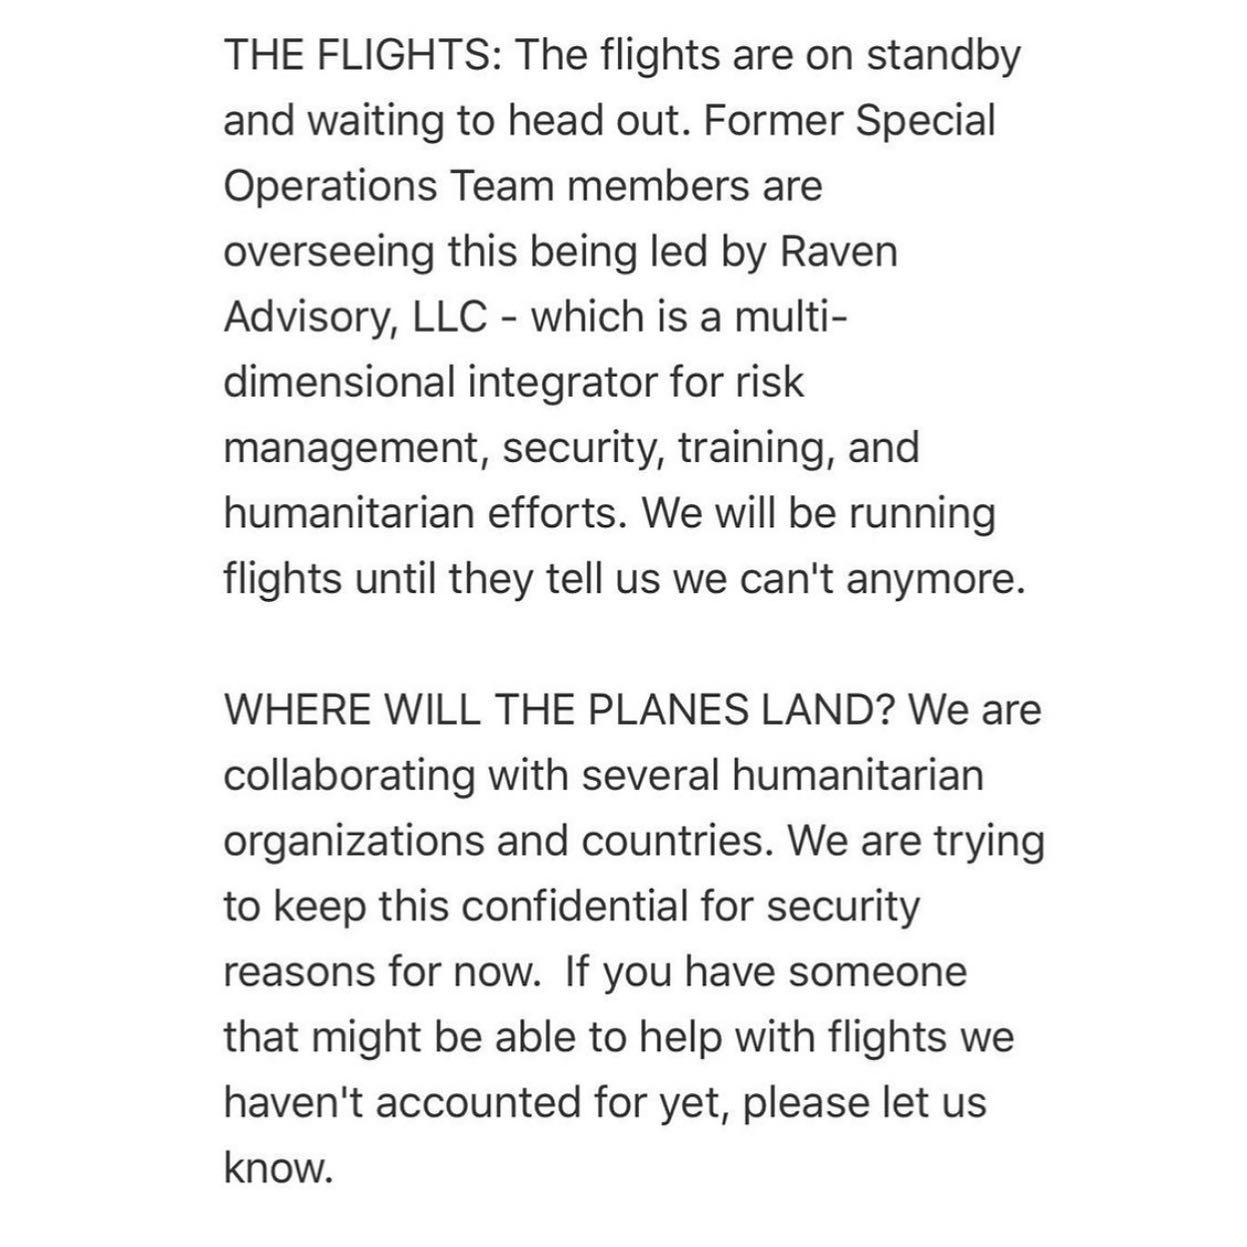 THE FLIGHTS: The flights are on standby
and waiting to head out. Former Special
Operations Team members are
overseeing this being led by Raven
Advisory, LLC - which is a multi-
dimensional integrator for risk
management, security, training, and
humanitarian efforts. We will be running
flights until they tell us we can't anymore.

WHERE WILL THE PLANES LAND? We are
collaborating with several humanitarian
organizations and countries. We are trying
to keep this confidential for security
reasons for now.  If you have someone
that might be able to help with flights we
haven't accounted for yet, please let us
know.